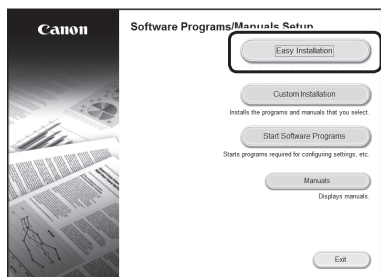 Canon
Software Programs/Manuals Setup
Easy Installation
Custom Installation
Installs the programs and manuals that you select.
Start Software Programs
Starts programs required for configuring settings, etc.
Manuals
Displays manuals.
Exit